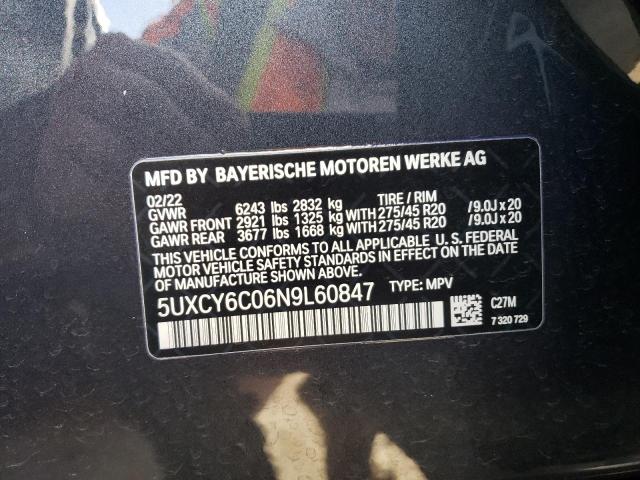 MFD BY BAYERISCHE MOTOREN WERKE AG
02/22 TIRE / RIM
GVWR 6243 lbs 2832 kg
GAWR FRONT 2921 lbs 1325 kg WITH 275/45 R20 /9.0J x 20
GAWR REAR 3677 lbs 1668 kg WITH 275/45 R20 /9.0J x 20
THIS VEHICLE CONFORMS TO ALL APPLICABLE U. S. FEDERAL
MOTOR VEHICLE SAFETY STANDARDS IN EFFECT ON THE DATE
OF MANUFACTURE SHOWN ABOVE.
5UXCY6C06N9L60847 TYPE: MPV
C27M
7 320 729